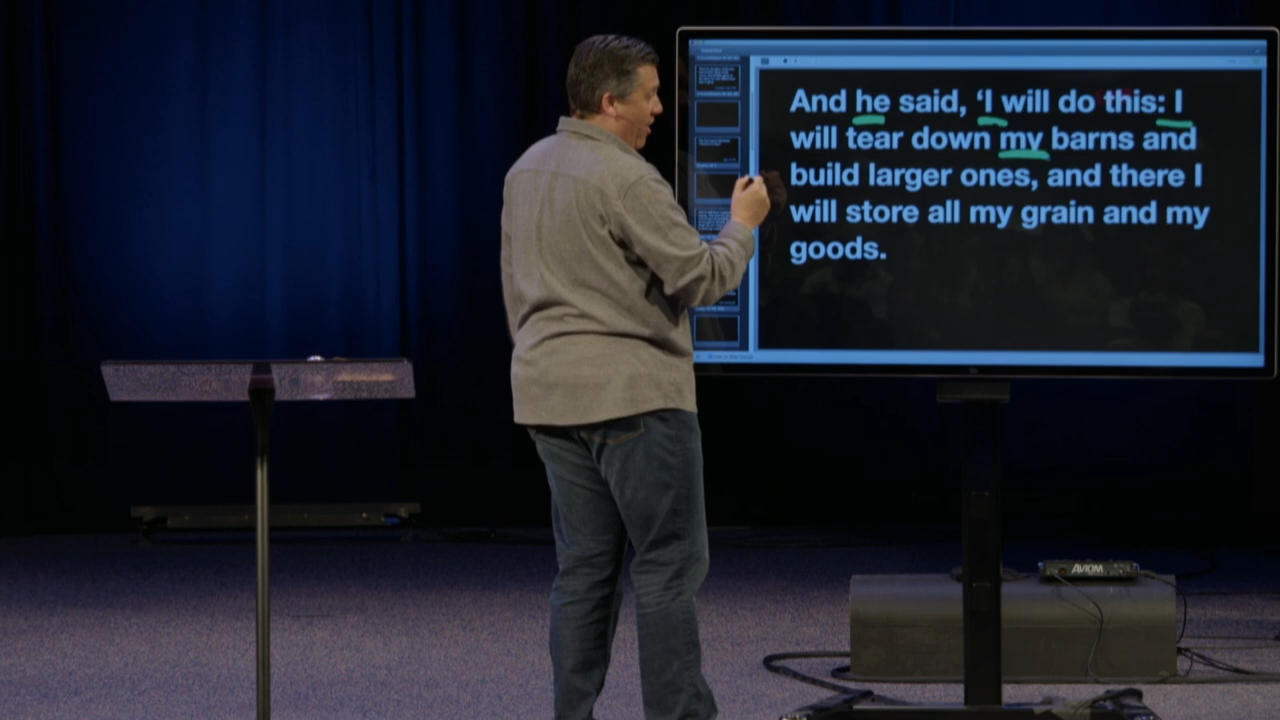 And he said, ‘I will do this: I
will tear down my barns and
build larger ones, and there I
will store all my grain and my
goods.
AVIOM